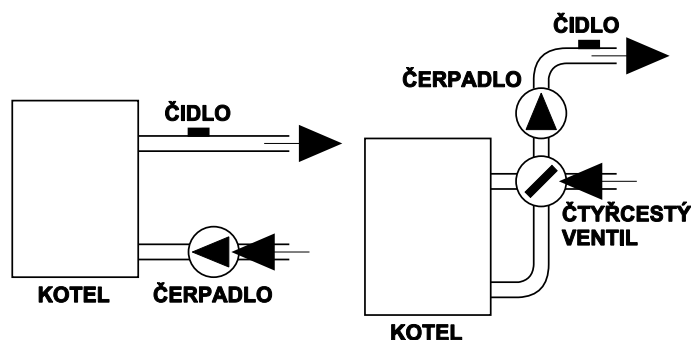 ČIDLO
KOTEL
ČERPADLO
ČIDLO
ČERPADLO
ČTYŘCESTÝ
VENTIL
KOTEL